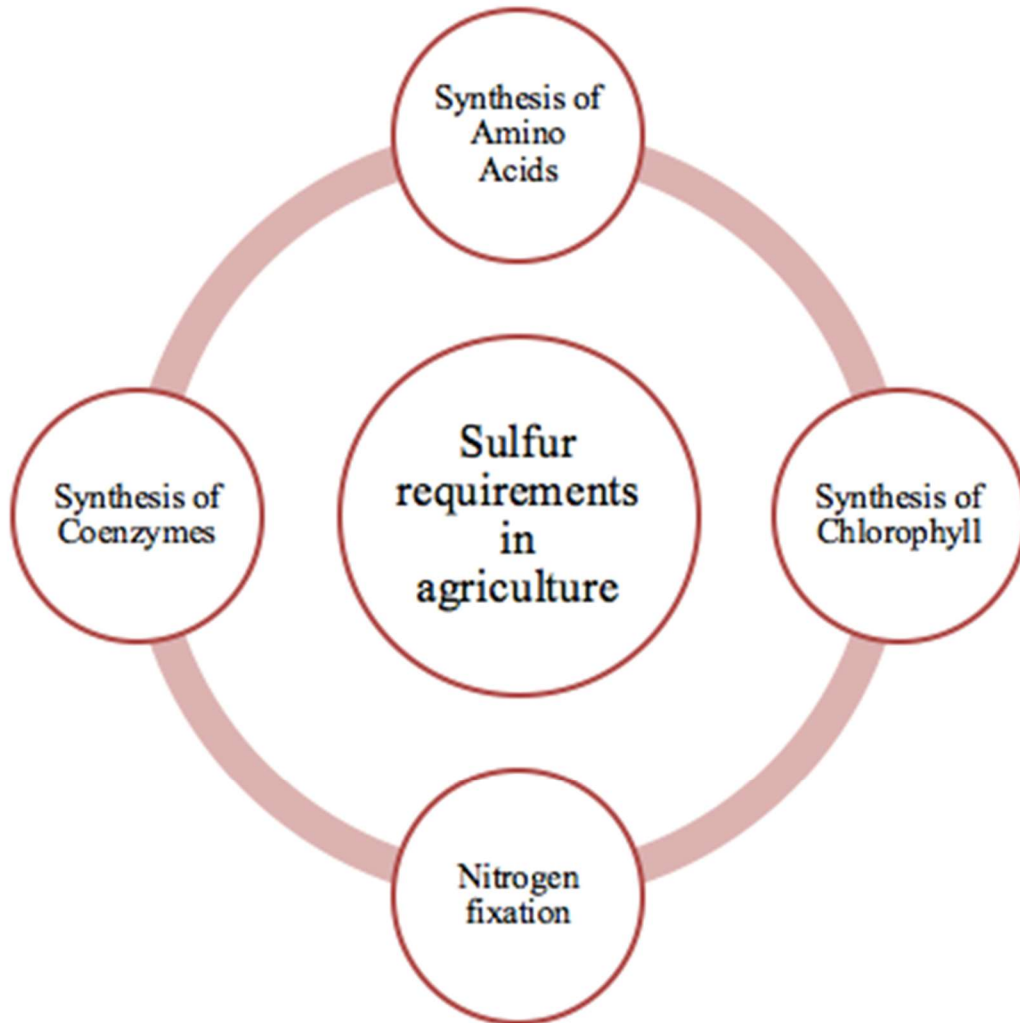 Synthesis of
Amino
Acids
Synthesis of
Coenzymes
Sulfur
requirements
in
agriculture
Synthesis of
Chlorophyll
Nitrogen
fixation